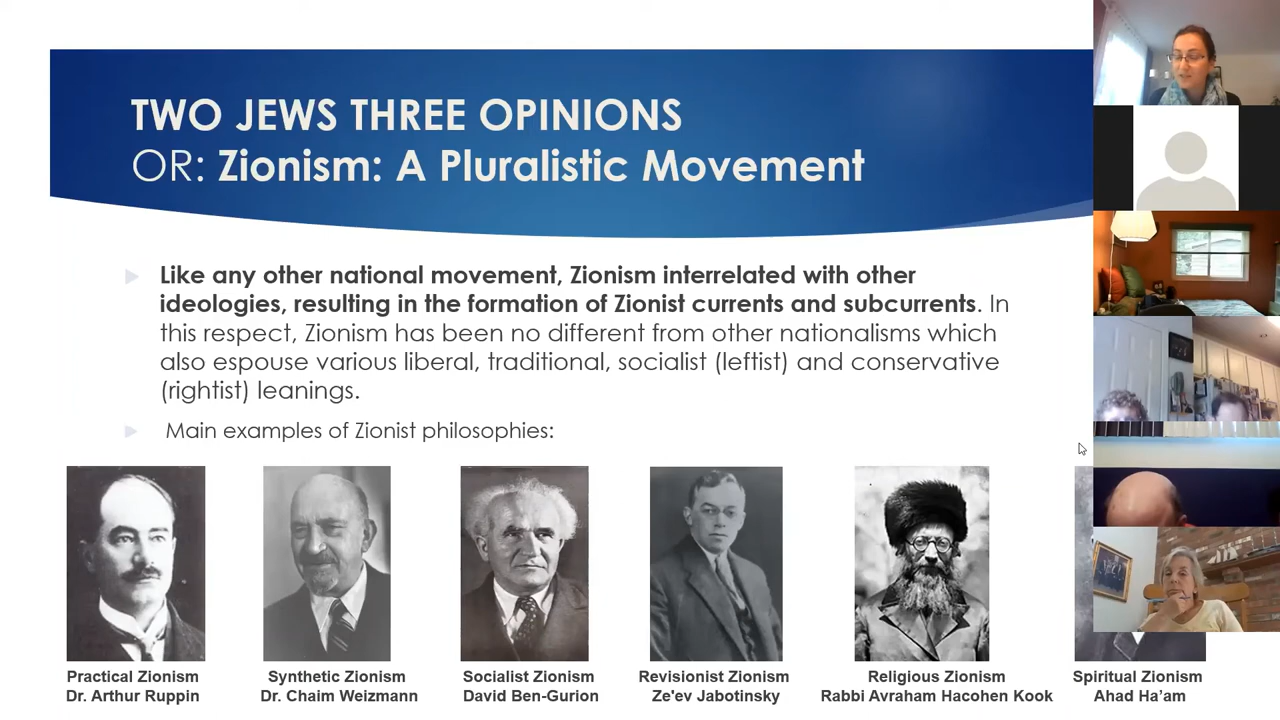 TWO JEWS THREE OPINIONS
OR: Zionism: A Pluralistic Movement
Like any other national movement, Zionism interrelated with other
ideologies, resulting in the formation of Zionist currents and subcurrents. In
this respect, Zionism has been no different from other nationalisms which
also espouse various liberal, traditional, socialist (leftist) and conservative
(rightist) leanings.
Main examples of Zionist philosophies:
Practical Zionism
Dr. Arthur Ruppin
Synthetic Zionism
Dr. Chaim Weizmann
Socialist Zionism
David Ben-Gurion
Revisionist Zionism
Ze'ev Jabotinsky
Religious Zionism
Rabbi Avraham Hacohen Kook
Spiritual Zionism
Ahad Ha’am